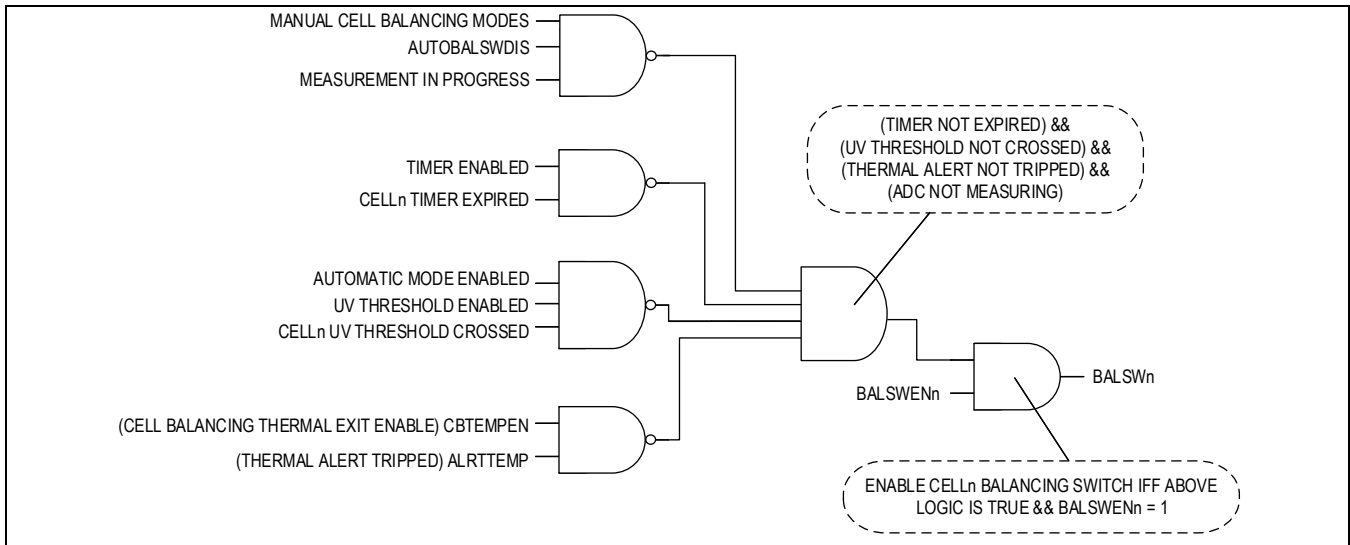 MANUAL CELL BALANCING MODES
AUTOBALSWDIS
MEASUREMENT IN PROGRESS
(TIMER NOT EXPIRED) &&
(UV THRESHOLD NOT CROSSED) &&
(THERMAL ALERT NOT TRIPPED) &&
(ADC NOT MEASURING)
TIMER ENABLED
CELLn TIMER EXPIRED
AUTOMATIC MODE ENABLED
UV THRESHOLD ENABLED
CELLn UV THRESHOLD CROSSED
BALSWENn
BALSWn
(CELL BALANCING THERMAL EXIT ENABLE) CBTEMPEN
(THERMAL ALERT TRIPPED) ALRTTEMP
ENABLE CELLn BALANCING SWITCH IFF ABOVE
LOGIC IS TRUE && BALSWENn = 1